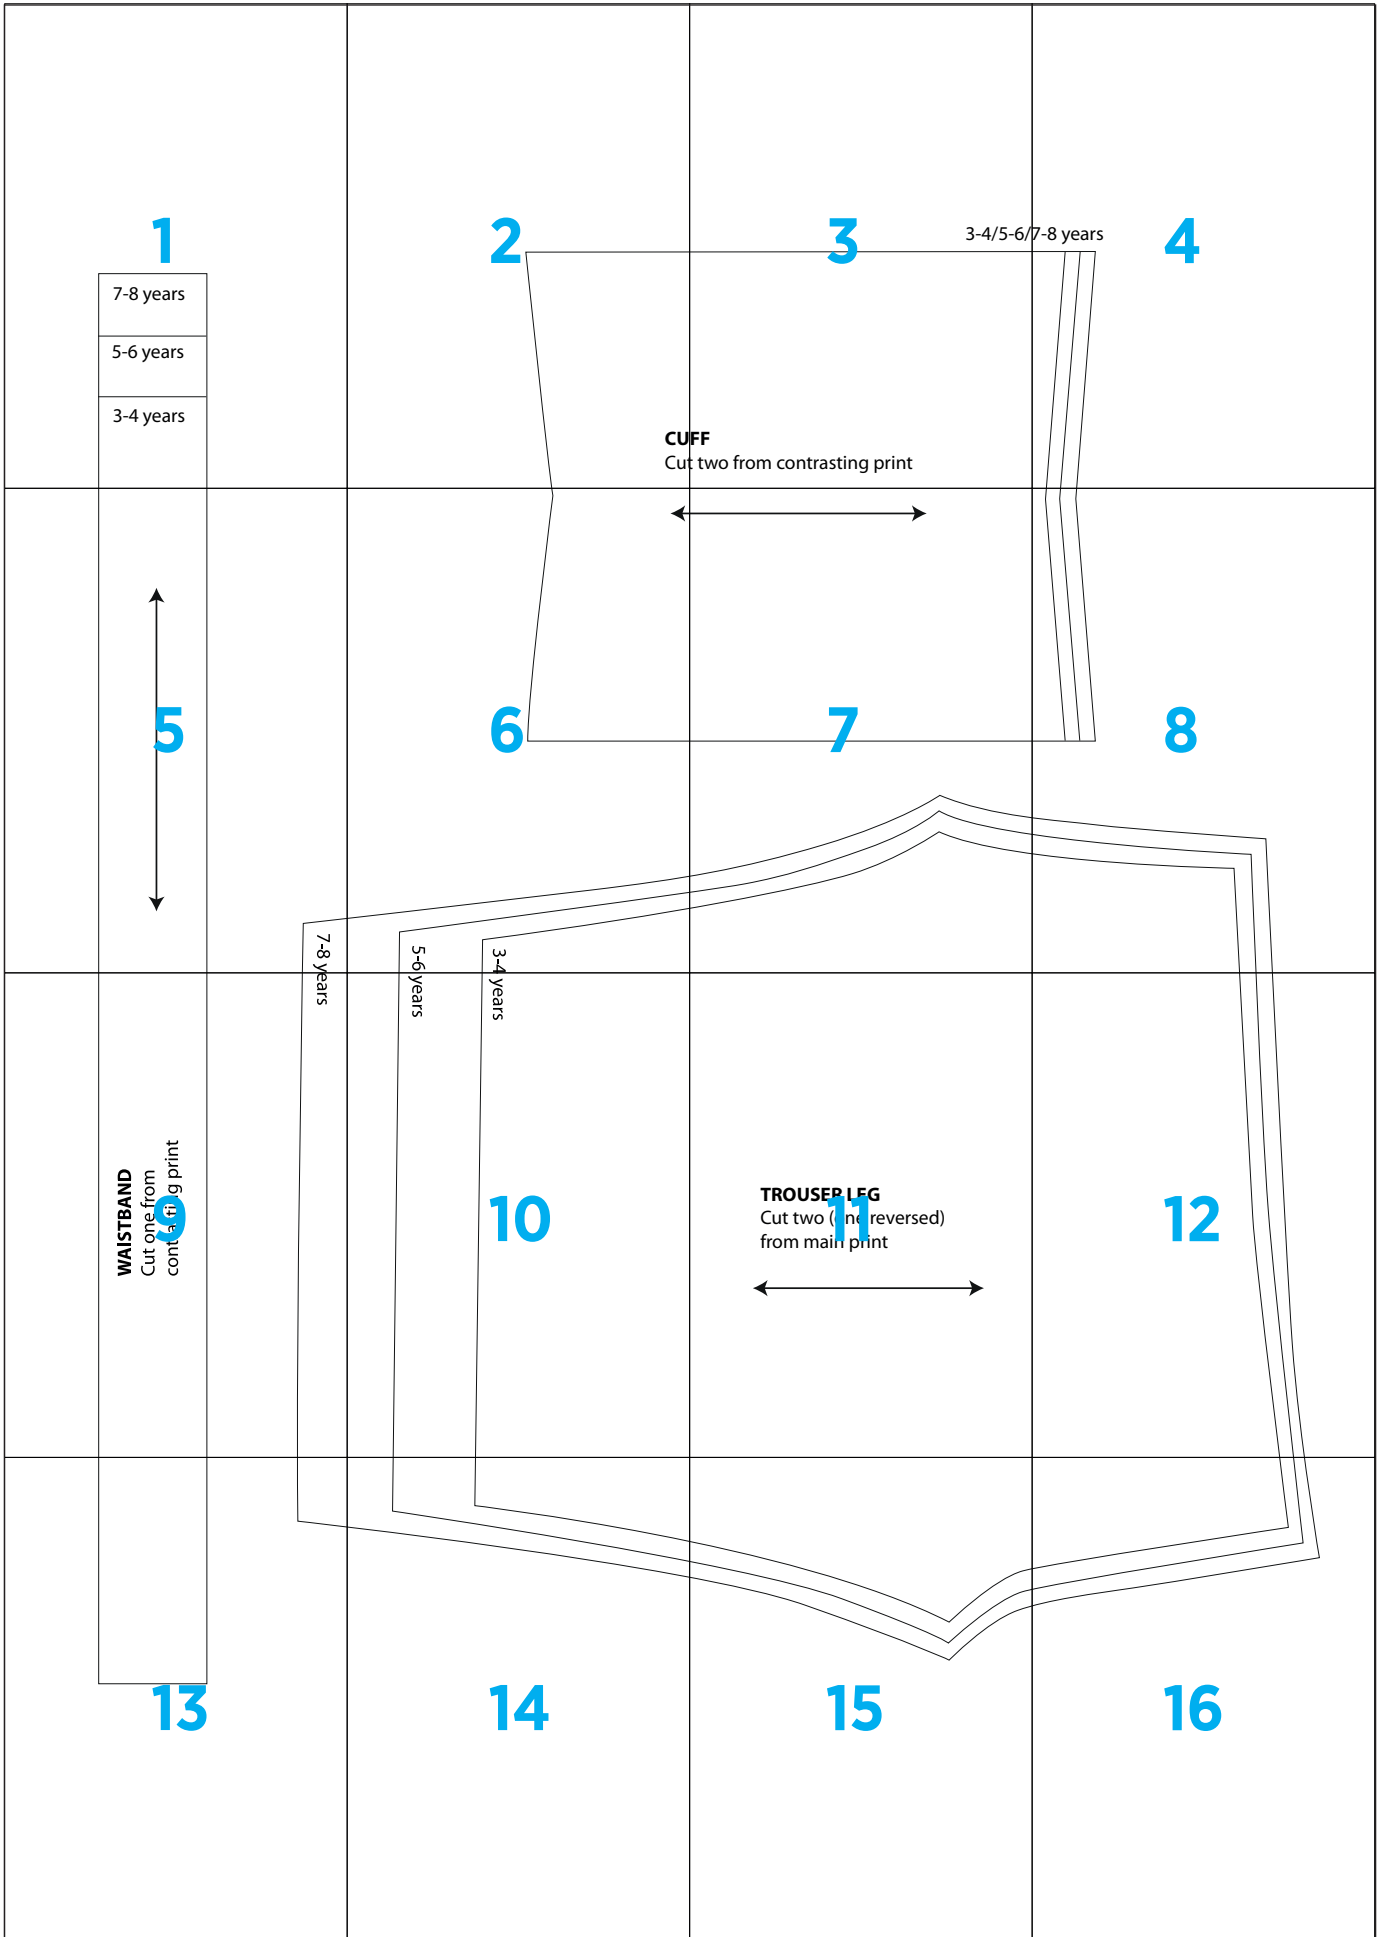 1
2
3
4
3-4/5-6/7-8 years
7-8 years
5-6 years
3-4 years
CUFF
Cut two from contrasting print
5
6
7
8
7-8 years
5-6 years
3-4 years
WAISTBAND
Cut one from
contrasting print
9
10
TROUSER LEG
Cut two (one reversed)
from main print
11
12
13
14
15
16